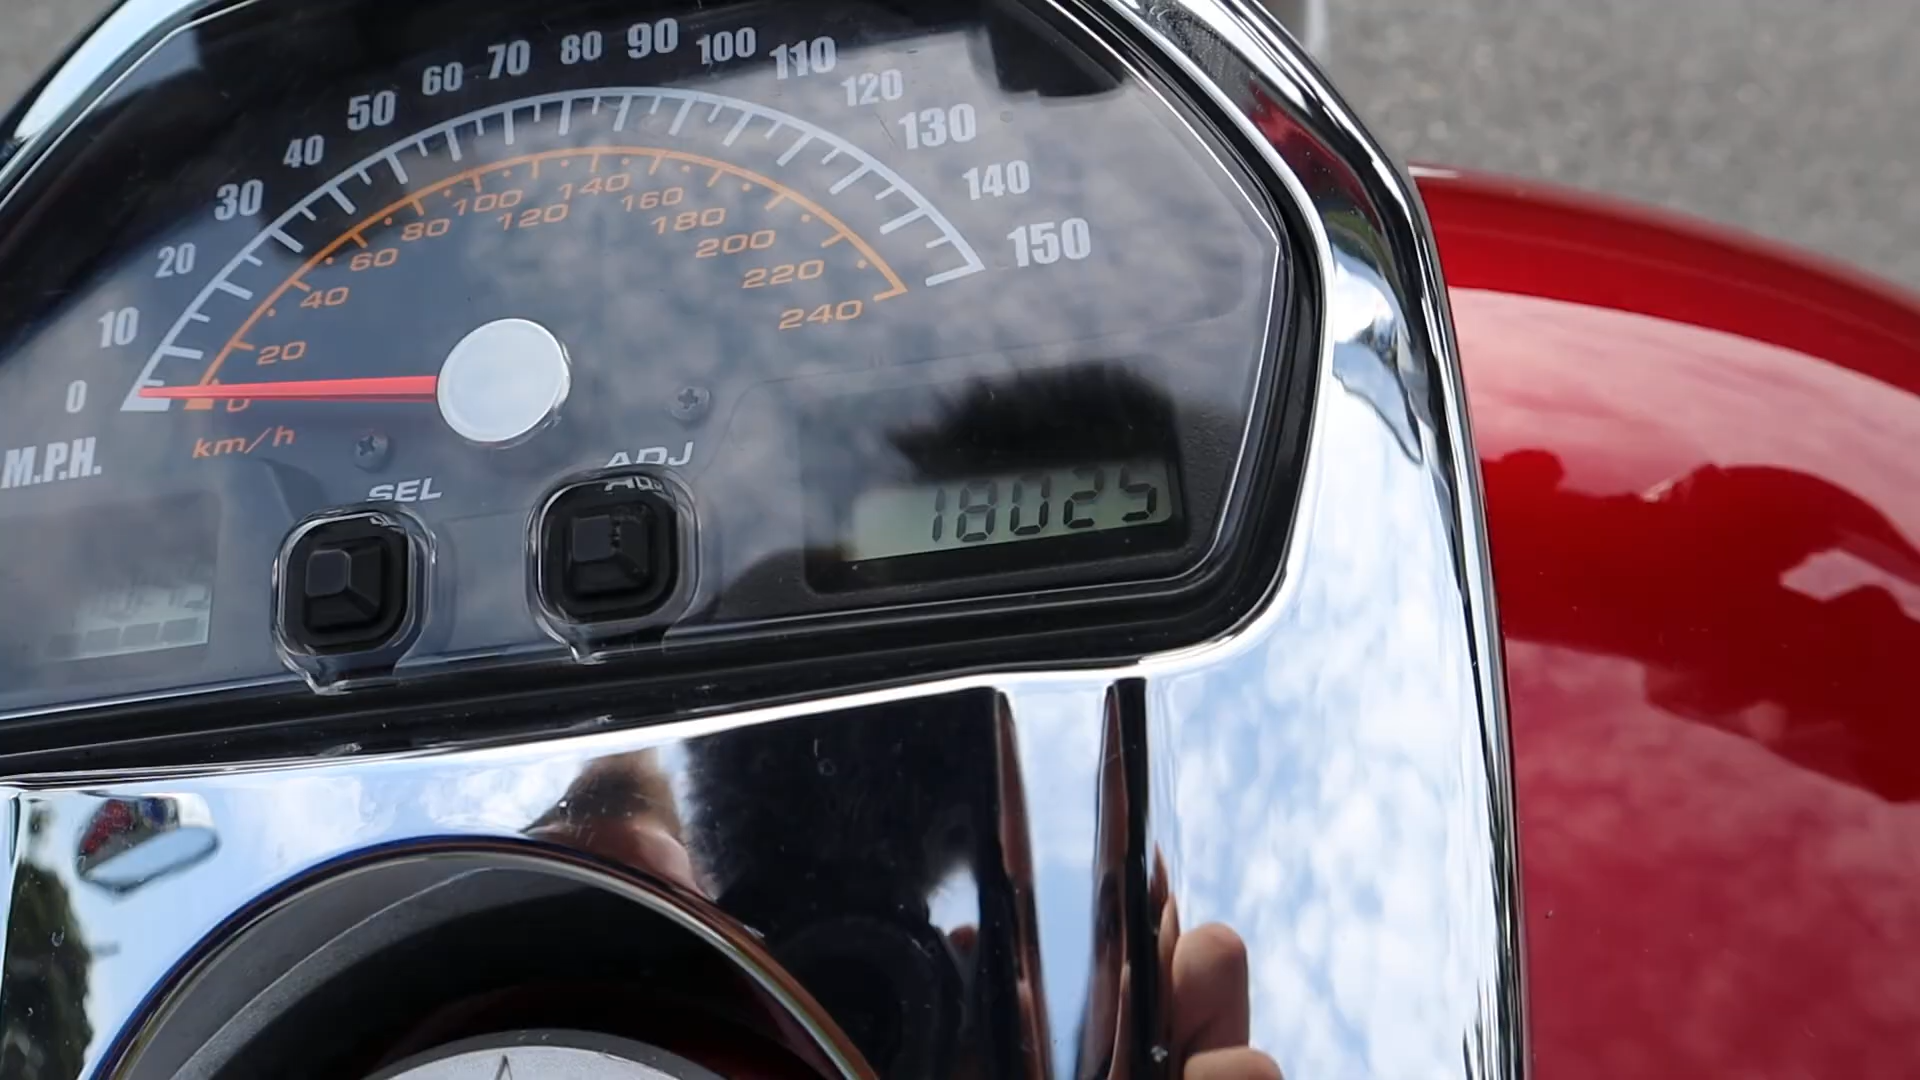 0 10 20 30 40 50 60 70 80 90 100 110 120 130 140 150
M.P.H.
0 20 40 60 80 100 120 140 160 180 200 220 240
km/h
SEL
ADJ
18025